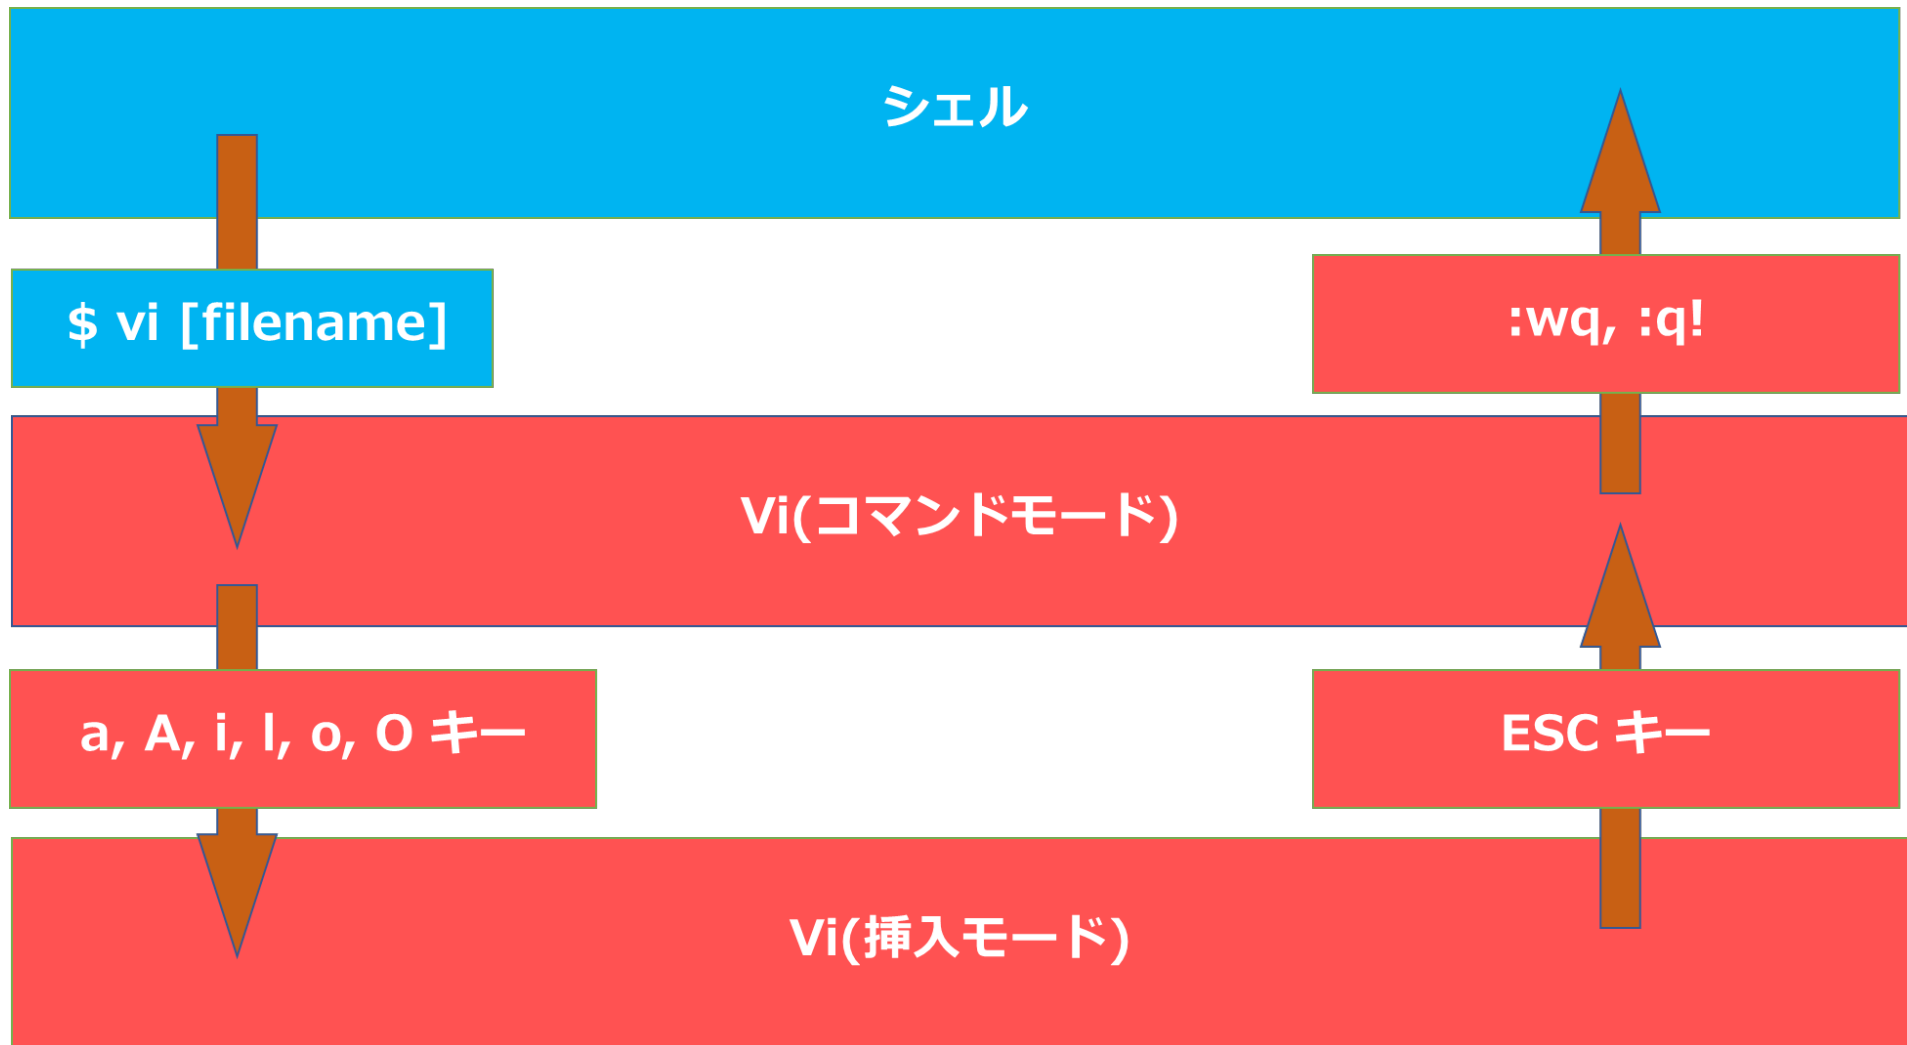 シェル
$ vi [filename]
:wq, :q!
Vi(コマンドモード)
a, A, i, l, o, O キー
ESC キー
Vi(挿入モード)